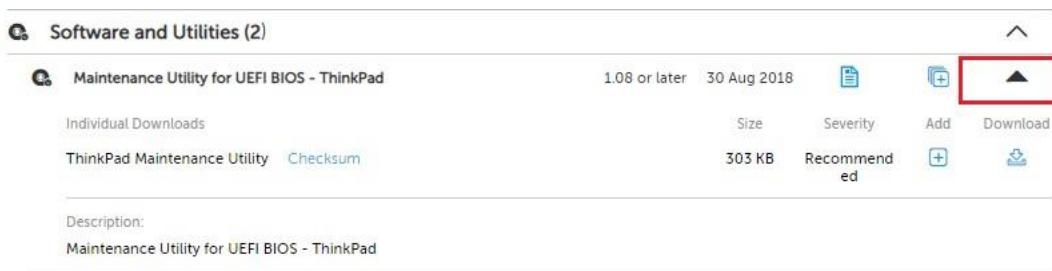 Software and Utilities (2)
Maintenance Utility for UEFI BIOS - ThinkPad 1.08 or later 30 Aug 2018
Individual Downloads Size Severity Add Download
ThinkPad Maintenance Utility Checksum 303 KB Recommend
ed
Description:
Maintenance Utility for UEFI BIOS - ThinkPad